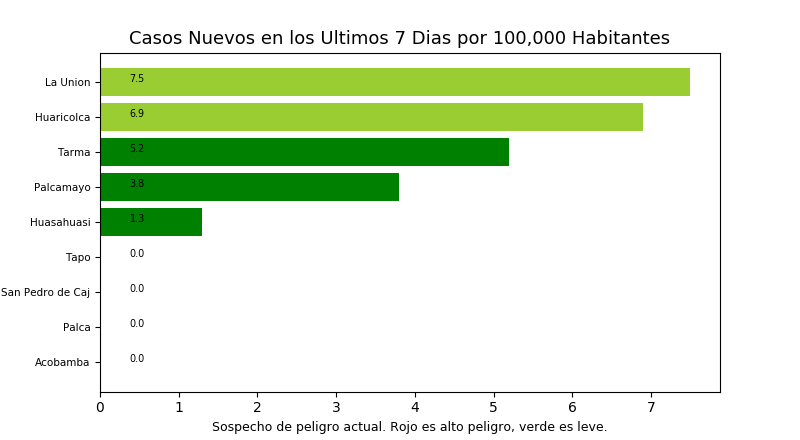 Casos Nuevos en los Ultimos 7 Dias por 100,000 Habitantes
La Union 7.5
Huaricolca 6.9
Tarma 5.2
Palcamayo 3.8
Huasahuasi 1.3
Tapo 0.0
San Pedro de Caj 0.0
Palca 0.0
Acobamba 0.0
0 1 2 3 4 5 6 7
Sospecho de peligro actual. Rojo es alto peligro, verde es leve.